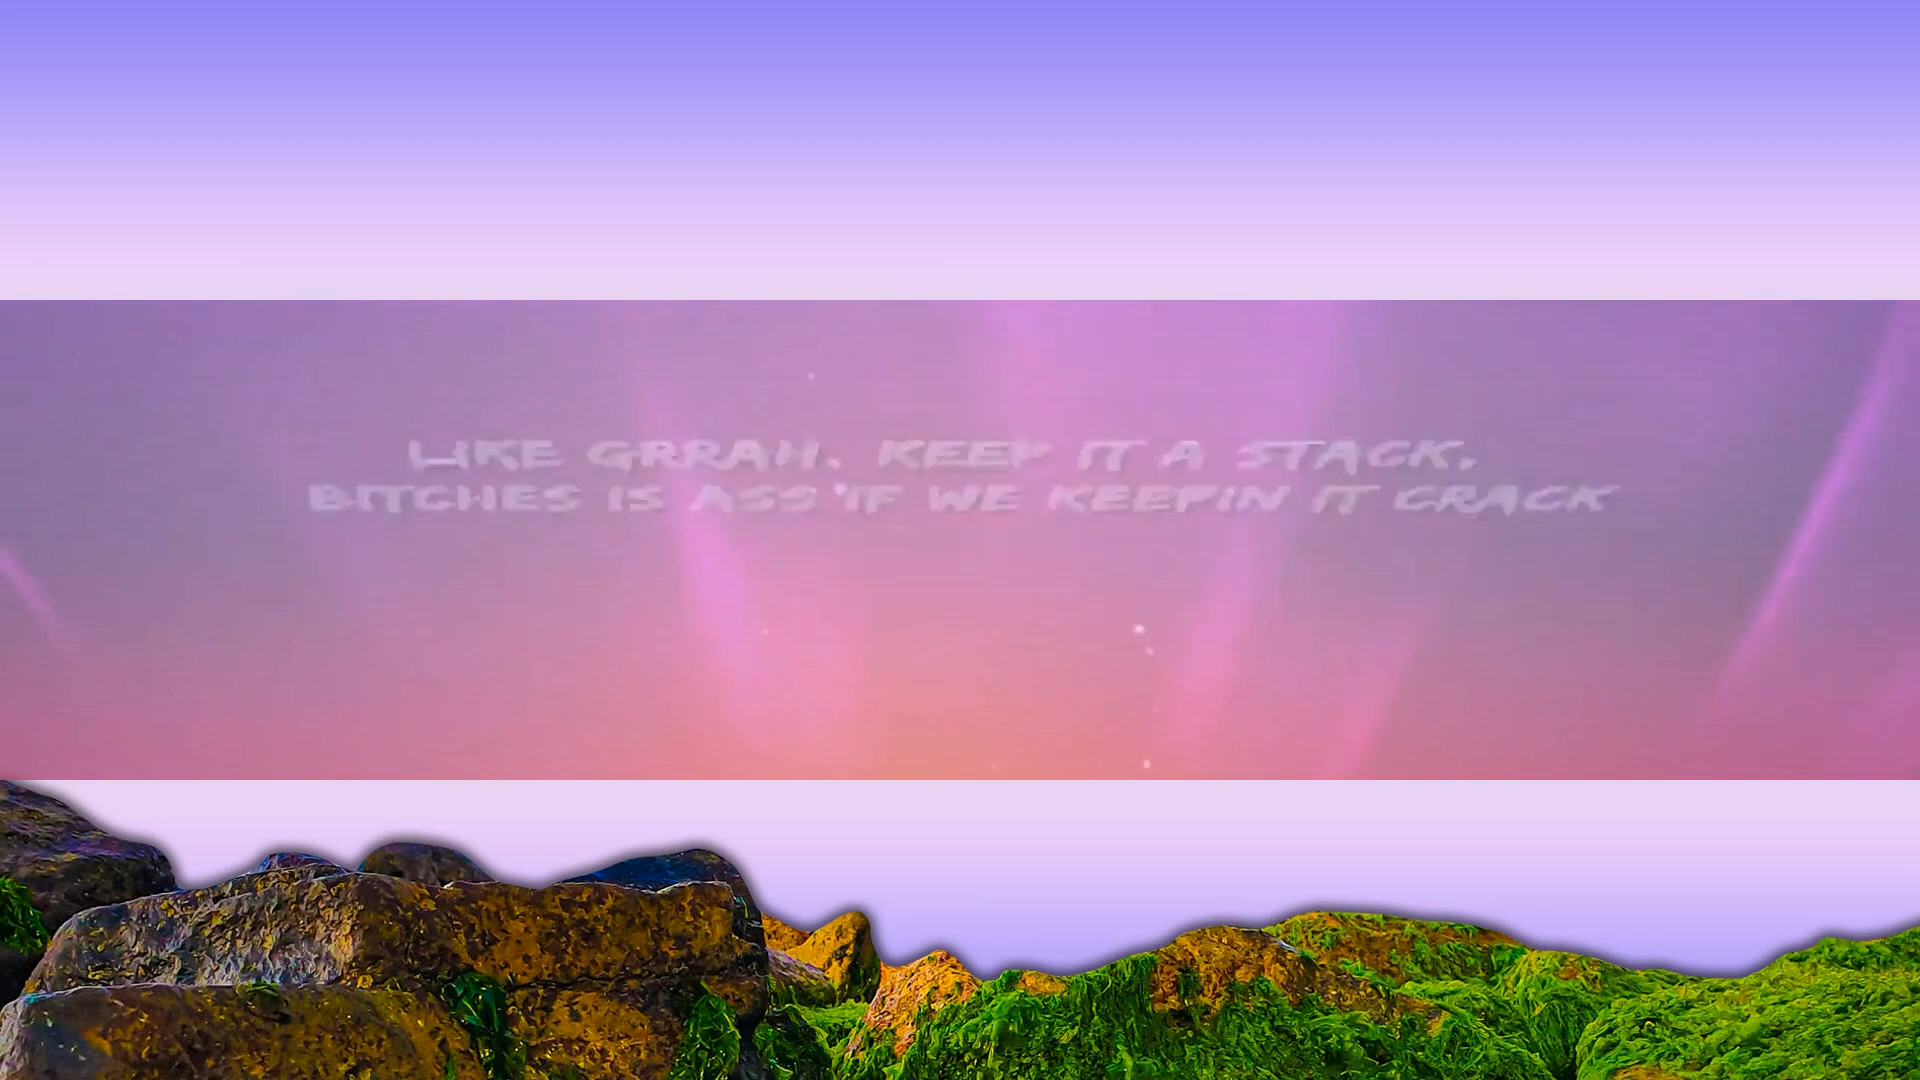 LIKE GRRAH. KEEP IT A STACK.
BITCHES IS ASS IF WE KEEPIN IT CRACK